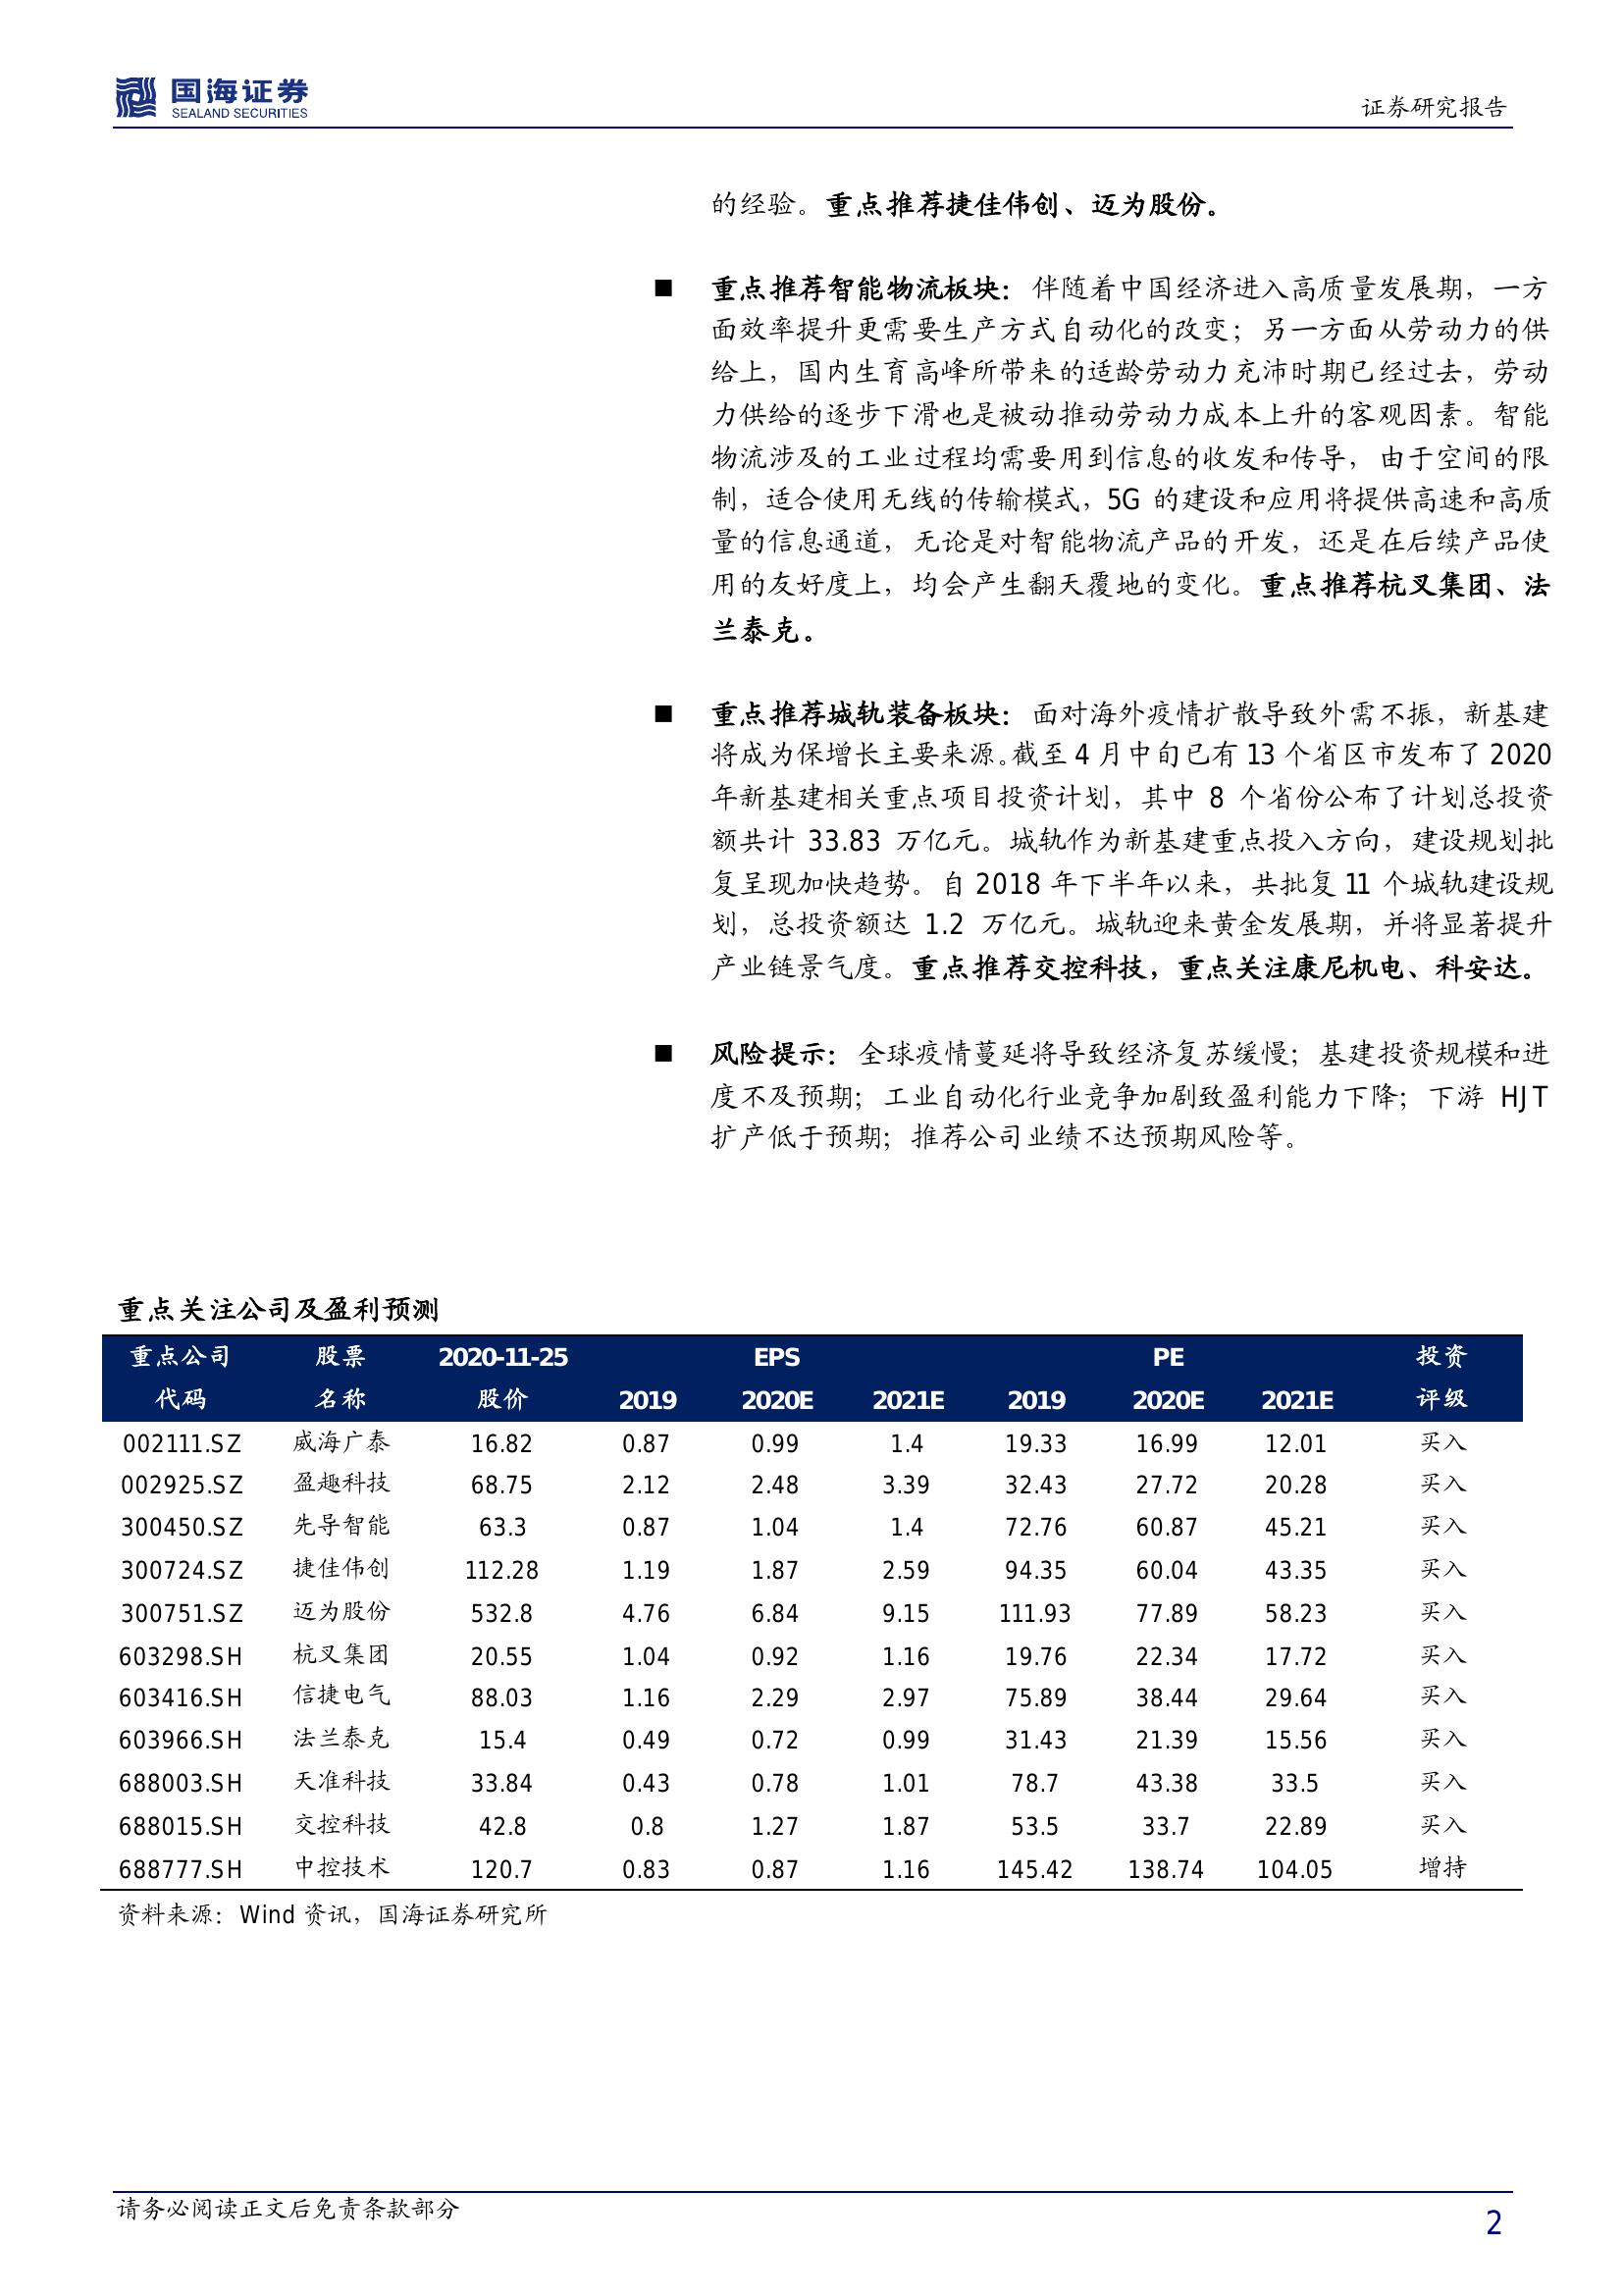 国海证券
SEALAND SECURITIES
证券研究报告
的经验。重点推荐捷佳伟创、迈为股份。
■ 重点推荐智能物流板块：伴随着中国经济进入高质量发展期，一方
面效率提升更需要生产方式自动化的改变；另一方面从劳动力的供
给上，国内生育高峰所带来的适龄劳动力充沛时期已经过去，劳动
力供给的逐步下滑也是被动推动劳动力成本上升的客观因素。智能
物流涉及的工业过程均需要用到信息的收发和传导，由于空间的限
制，适合使用无线的传输模式，5G 的建设和应用将提供高速和高质
量的信息通道，无论是对智能物流产品的开发，还是在后续产品使
用的友好度上，均会产生翻天覆地的变化。重点推荐杭叉集团、法
兰泰克。
■ 重点推荐城轨装备板块：面对海外疫情扩散导致外需不振，新基建
将成为保增长主要来源。截至 4 月中旬已有 13 个省区市发布了 2020
年新基建相关重点项目投资计划，其中 8 个省份公布了计划总投资
额共计 33.83 万亿元。城轨作为新基建重点投入方向，建设规划批
复呈现加快趋势。自 2018 年下半年以来，共批复 11 个城轨建设规
划，总投资额达 1.2 万亿元。城轨迎来黄金发展期，并将显著提升
产业链景气度。重点推荐交控科技，重点关注康尼机电、科安达。
■ 风险提示：全球疫情蔓延将导致经济复苏缓慢；基建投资规模和进
度不及预期；工业自动化行业竞争加剧致盈利能力下降；下游 HJT
扩产低于预期；推荐公司业绩不达预期风险等。
重点关注公司及盈利预测
重点公司 股票 2020-11-25 EPS PE 投资
代码 名称 股价 2019 2020E 2021E 2019 2020E 2021E 评级
002111.SZ 威海广泰 16.82 0.87 0.99 1.4 19.33 16.99 12.01 买入
002925.SZ 盈趣科技 68.75 2.12 2.48 3.39 32.43 27.72 20.28 买入
300450.SZ 先导智能 63.3 0.87 1.04 1.4 72.76 60.87 45.21 买入
300724.SZ 捷佳伟创 112.28 1.19 1.87 2.59 94.35 60.04 43.35 买入
300751.SZ 迈为股份 532.8 4.76 6.84 9.15 111.93 77.89 58.23 买入
603298.SH 杭叉集团 20.55 1.04 0.92 1.16 19.76 22.34 17.72 买入
603416.SH 信捷电气 88.03 1.16 2.29 2.97 75.89 38.44 29.64 买入
603966.SH 法兰泰克 15.4 0.49 0.72 0.99 31.43 21.39 15.56 买入
688003.SH 天准科技 33.84 0.43 0.78 1.01 78.7 43.38 33.5 买入
688015.SH 交控科技 42.8 0.8 1.27 1.87 53.5 33.7 22.89 买入
688777.SH 中控技术 120.7 0.83 0.87 1.16 145.42 138.74 104.05 增持
资料来源：Wind 资讯，国海证券研究所
请务必阅读正文后免责条款部分
2